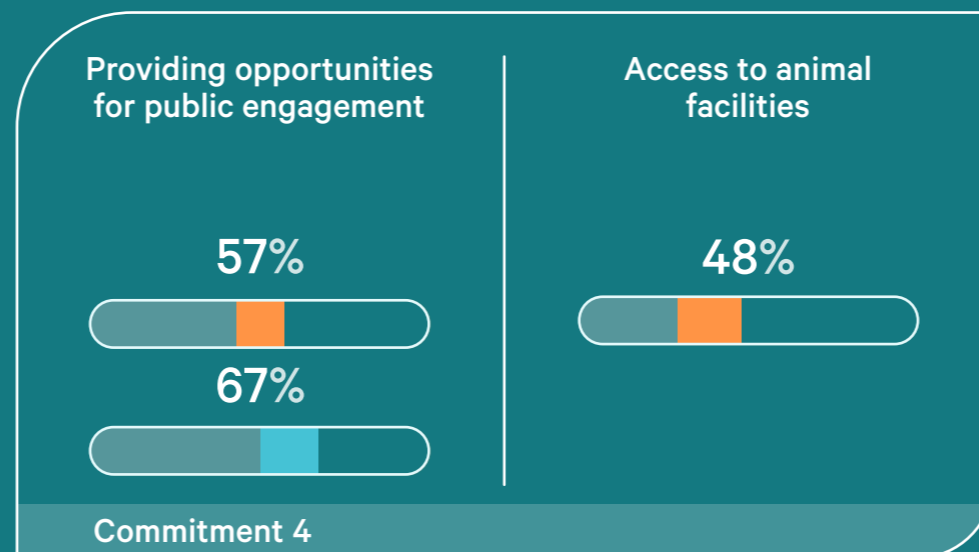 Providing opportunities
for public engagement
57%
67%
Access to animal
facilities
48%
Commitment 4